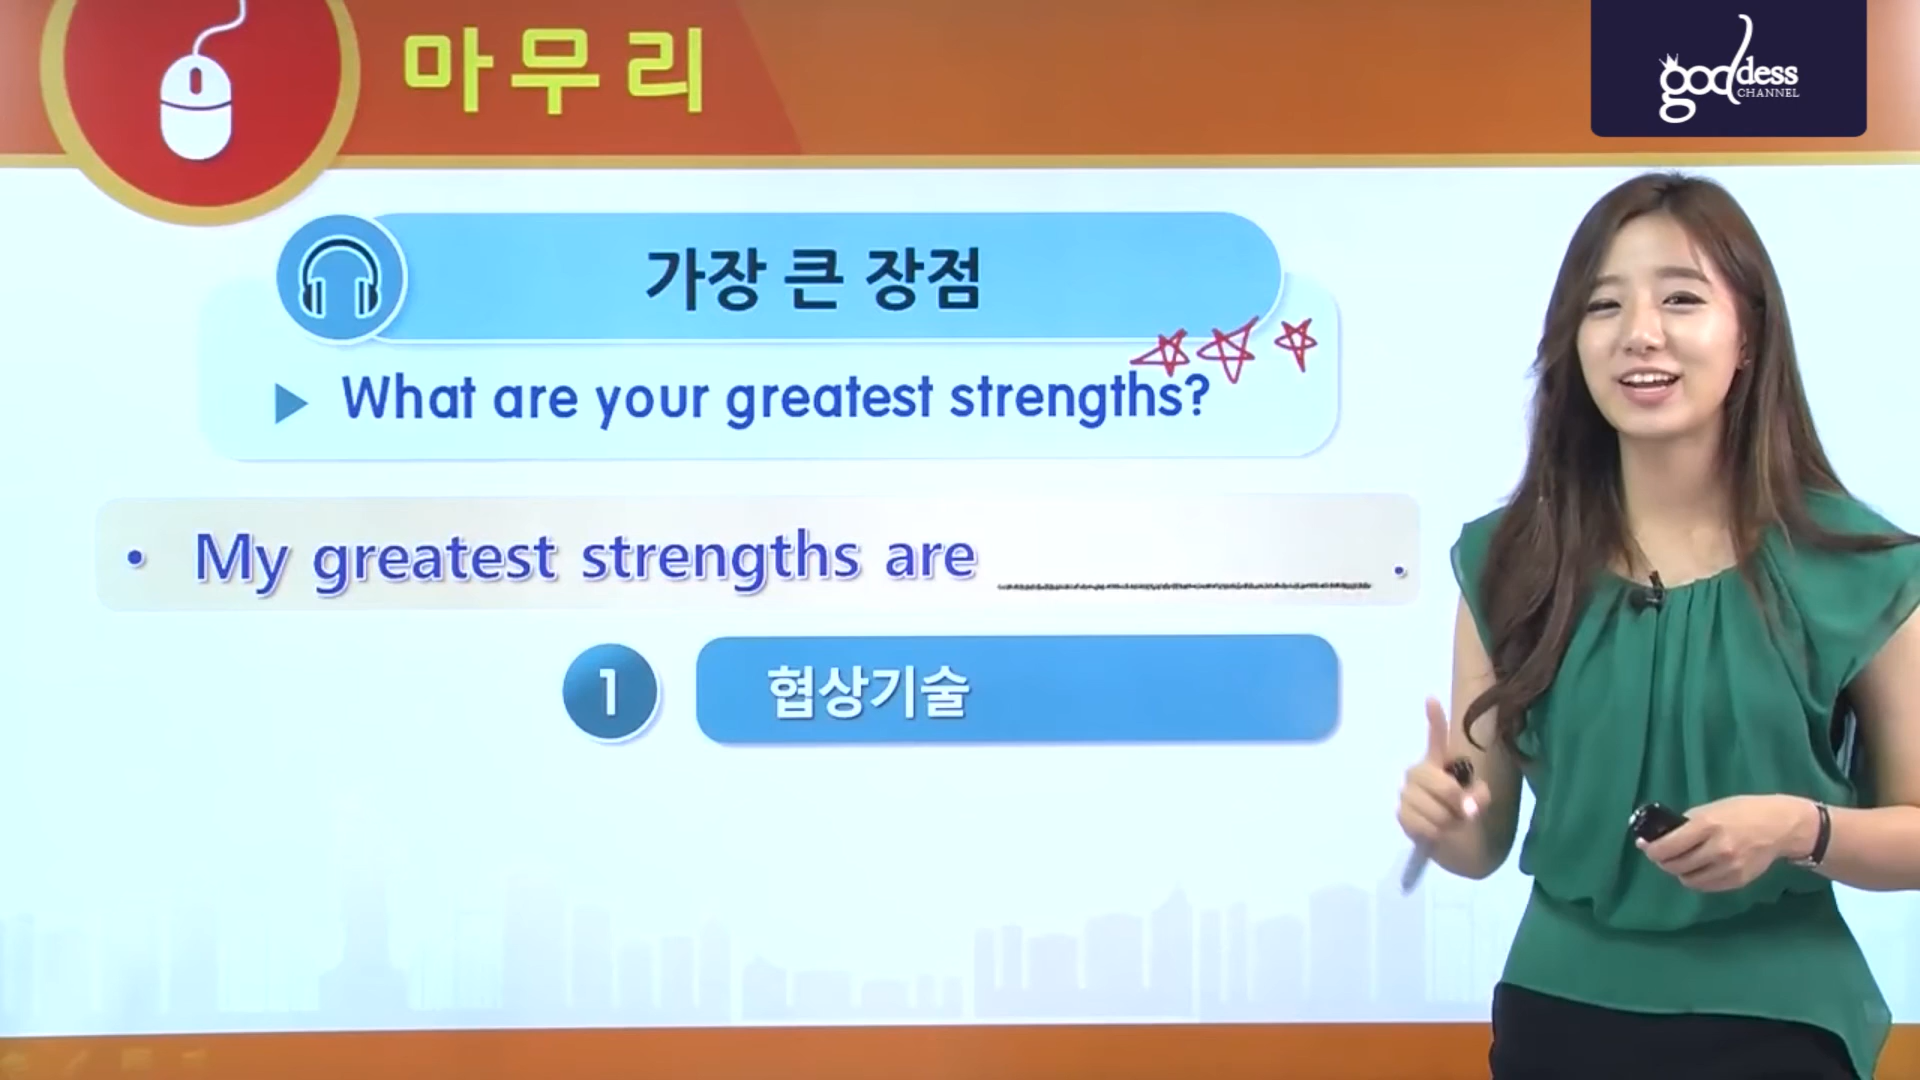 마무리
goddess
CHANNEL
가장 큰 장점
What are your greatest strengths?
• My greatest strengths are ____________ .
1 협상기술